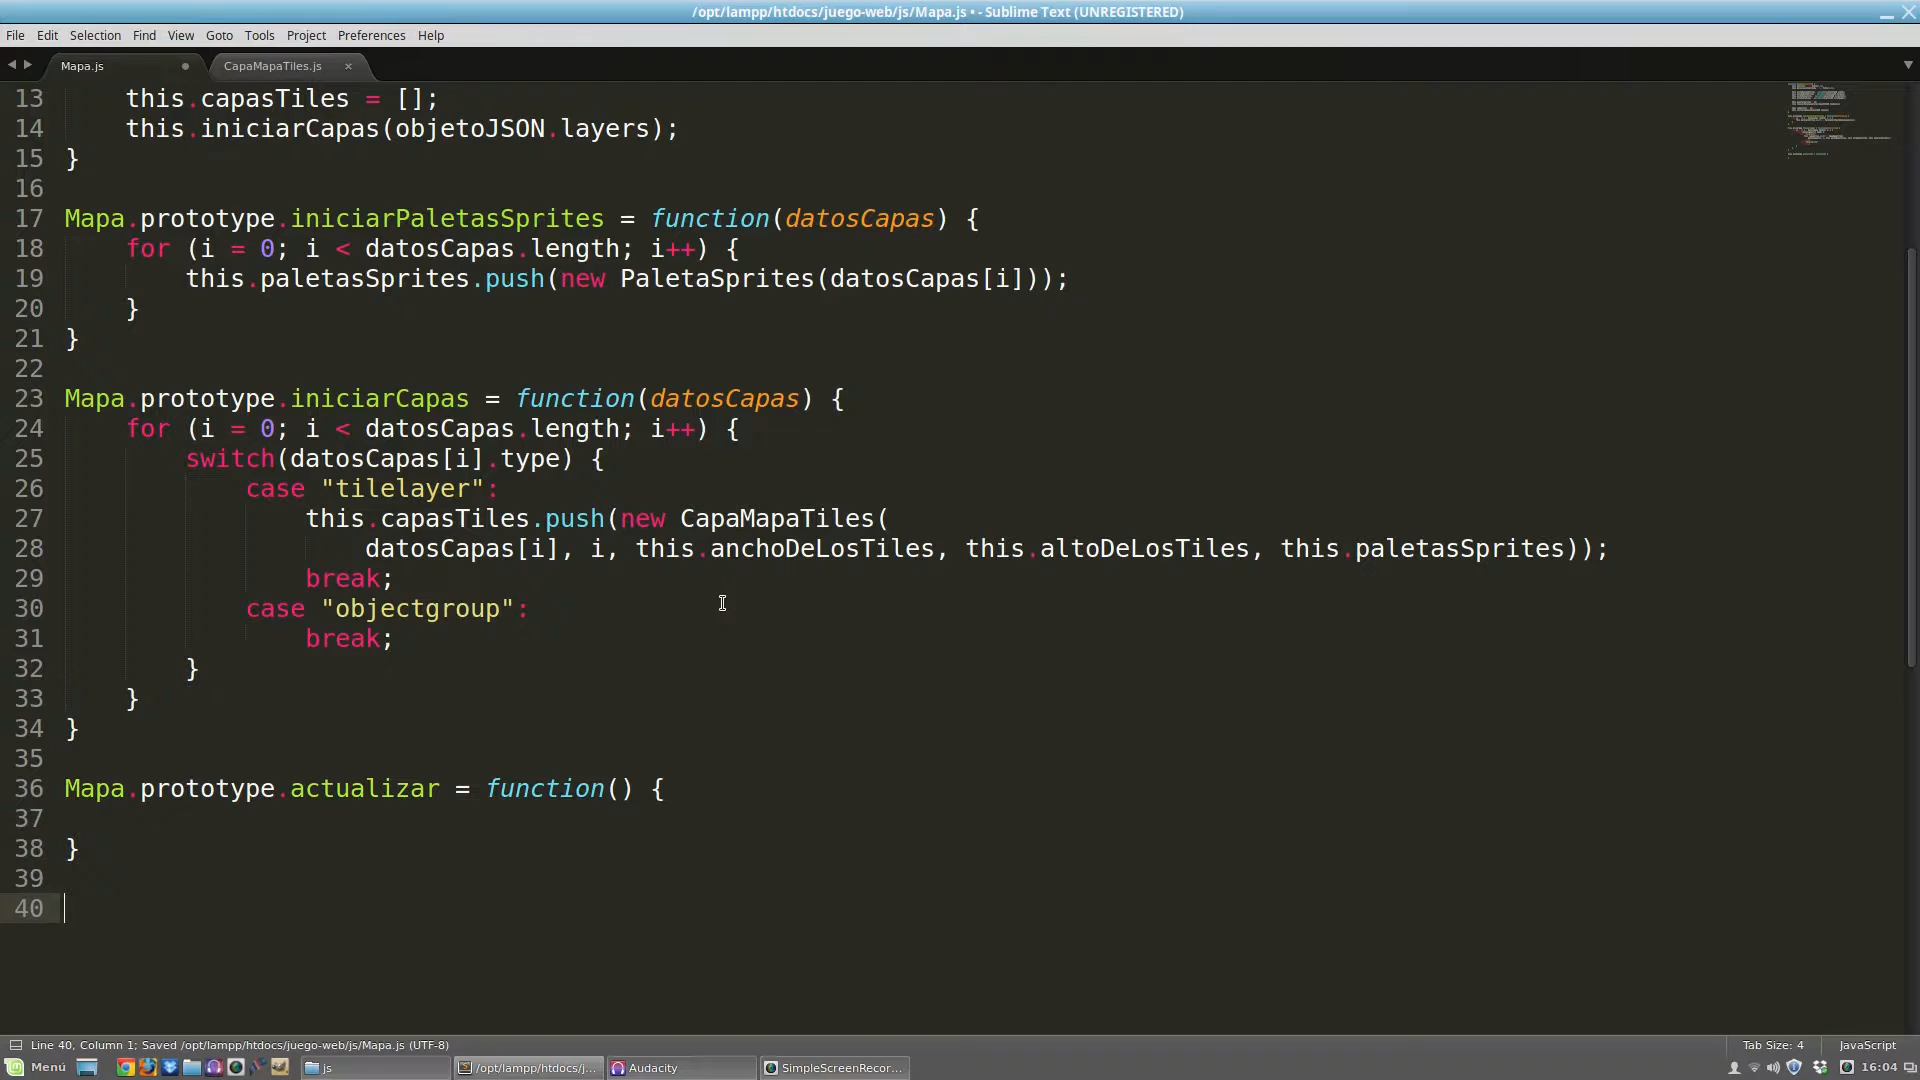 /opt/lampp/htdocs/juego-web/js/Mapa.js • - Sublime Text (UNREGISTERED)
File Edit Selection Find View Goto Tools Project Preferences Help
Mapa.js CapaMapaTiles.js
13 this.capasTiles = [];
14 this.iniciarCapas(objetoJSON.layers);
15 }
16
17 Mapa.prototype.iniciarPaletasSprites = function(datosCapas) {
18 for (i = 0; i < datosCapas.length; i++) {
19 this.paletasSprites.push(new PaletaSprites(datosCapas[i]));
20 }
21 }
22
23 Mapa.prototype.iniciarCapas = function(datosCapas) {
24 for (i = 0; i < datosCapas.length; i++) {
25 switch(datosCapas[i].type) {
26 case "tilelayer":
27 this.capasTiles.push(new CapaMapaTiles(
28 datosCapas[i], i, this.anchoDeLosTiles, this.altoDeLosTiles, this.paletasSprites));
29 break;
30 case "objectgroup":
31 break;
32 }
33 }
34 }
35
36 Mapa.prototype.actualizar = function() {
37
38 }
39
40
Line 40, Column 1; Saved /opt/lampp/htdocs/juego-web/js/Mapa.js (UTF-8) Tab Size: 4 JavaScript
Menú js /opt/lampp/htdocs/j... Audacity SimpleScreenRecor... 16:04